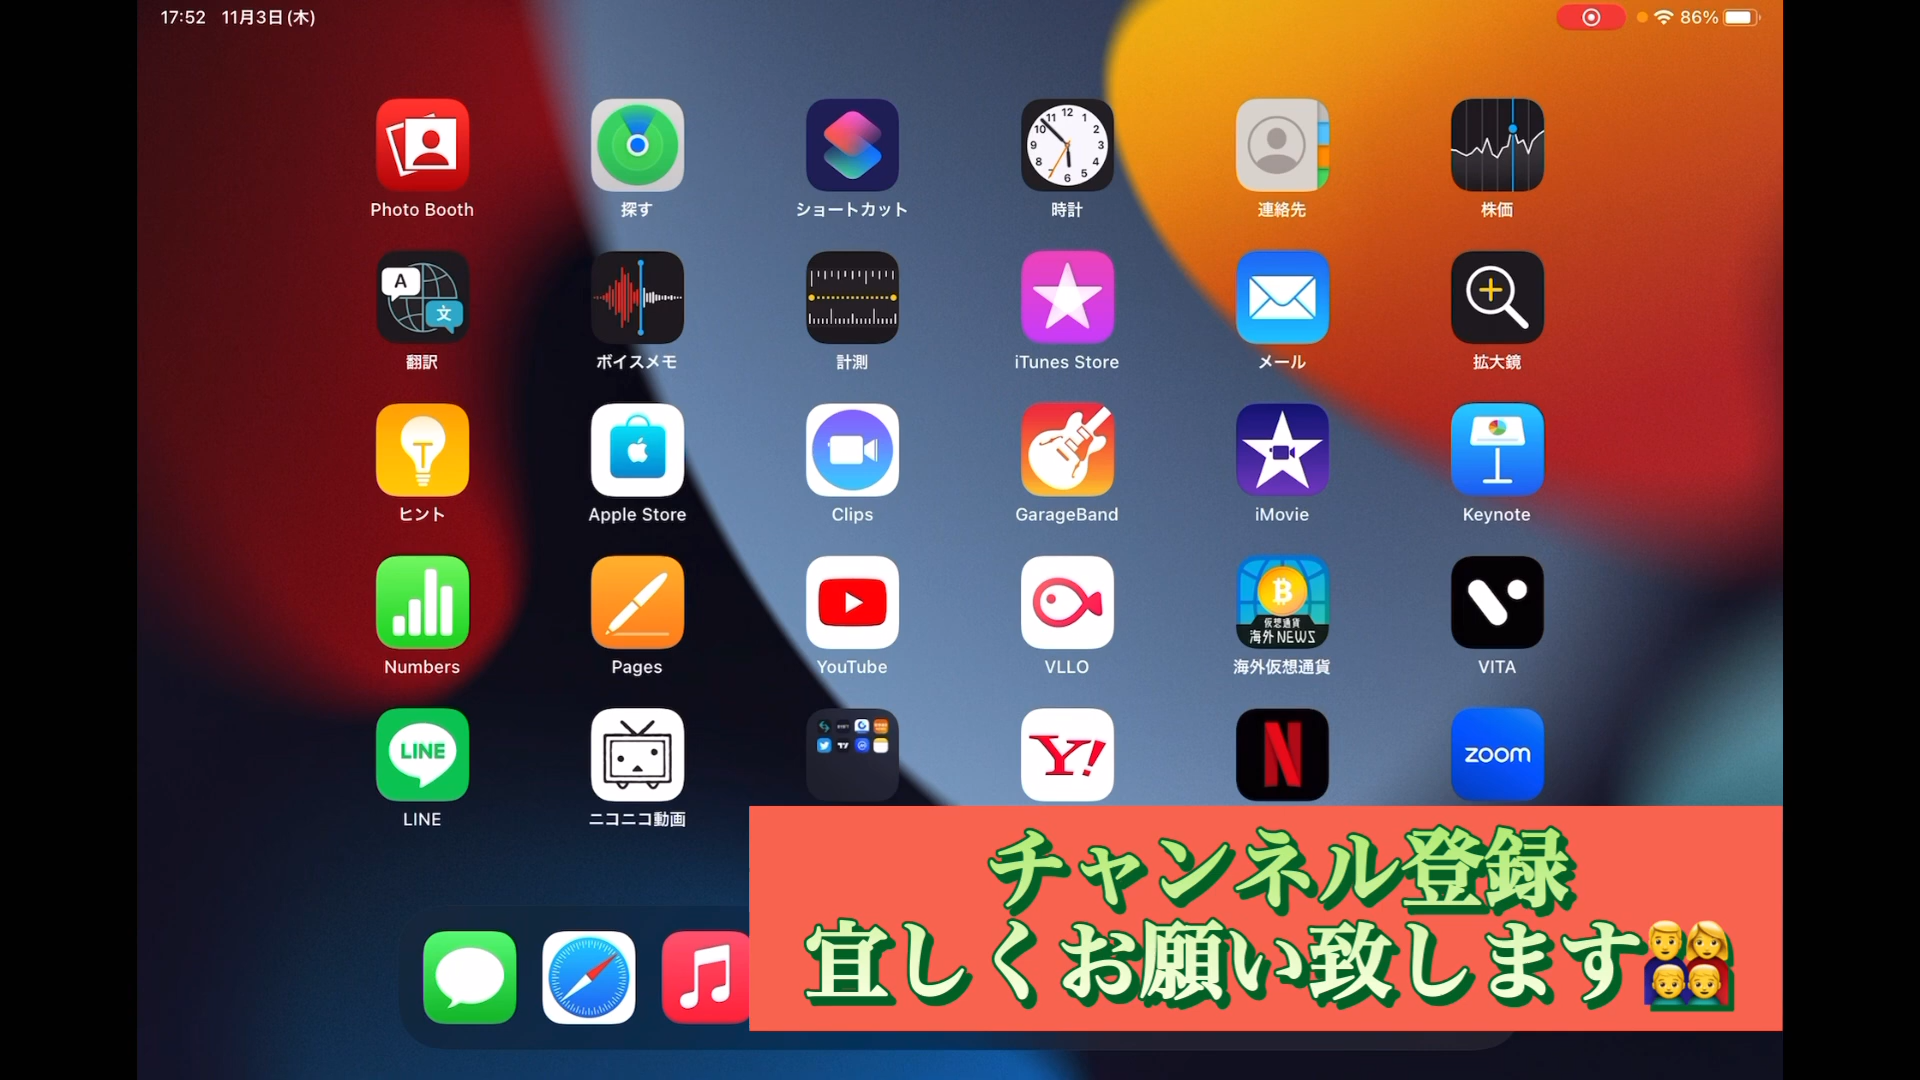 17:52 11月3日(木)
86%
Photo Booth
探す
ショートカット
時計
連絡先
株価
A
文
翻訳
ボイスメモ
計測
iTunes Store
メール
拡大鏡
ヒント
Apple Store
Clips
GarageBand
iMovie
Keynote
仮想通貨
海外NEWS
Numbers
Pages
YouTube
VLLO
海外仮想通貨
VITA
LINE
Y!
N
zoom
LINE
ニコニコ動画
チャンネル登録
宜しくお願い致します